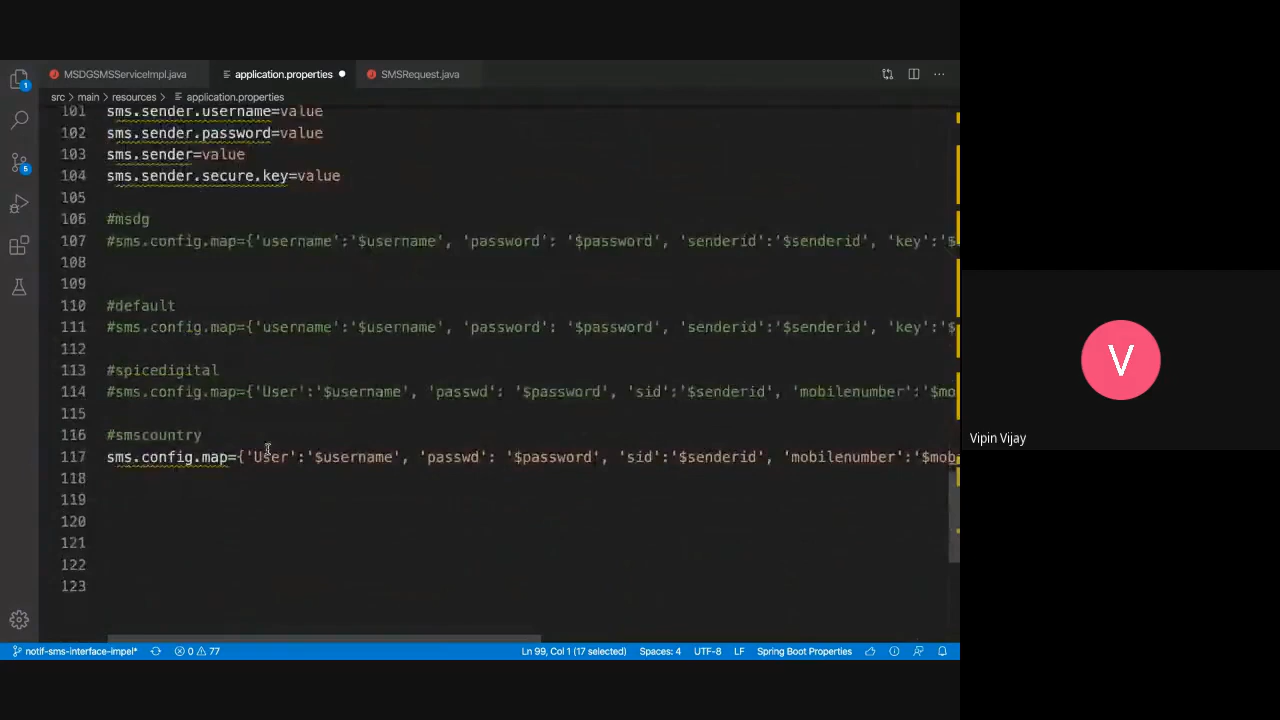 MSDGSMSServiceImpl.java application.properties SMSRequest.java
src > main > resources > application.properties
101 sms.sender.username=value
102 sms.sender.password=value
103 sms.sender=value
104 sms.sender.secure.key=value
105
106 #msdg
107 #sms.config.map={'username':'$username', 'password': '$password', 'senderid':'$senderid', 'key':'$
108
109
110 #default
111 #sms.config.map={'username':'$username', 'password': '$password', 'senderid':'$senderid', 'key':'$
112
113 #spicedigital
114 #sms.config.map={'User':'$username', 'passwd': '$password', 'sid':'$senderid', 'mobilenumber':'$mo
115
116 #smscountry
117 sms.config.map={'User':'$username', 'passwd': '$password', 'sid':'$senderid', 'mobilenumber':'$mob
118
119
120
121
122
123
1
5
V
Vipin Vijay
notif-sms-interface-impel* 0 77 Ln 99, Col 1 (17 selected) Spaces: 4 UTF-8 LF Spring Boot Properties